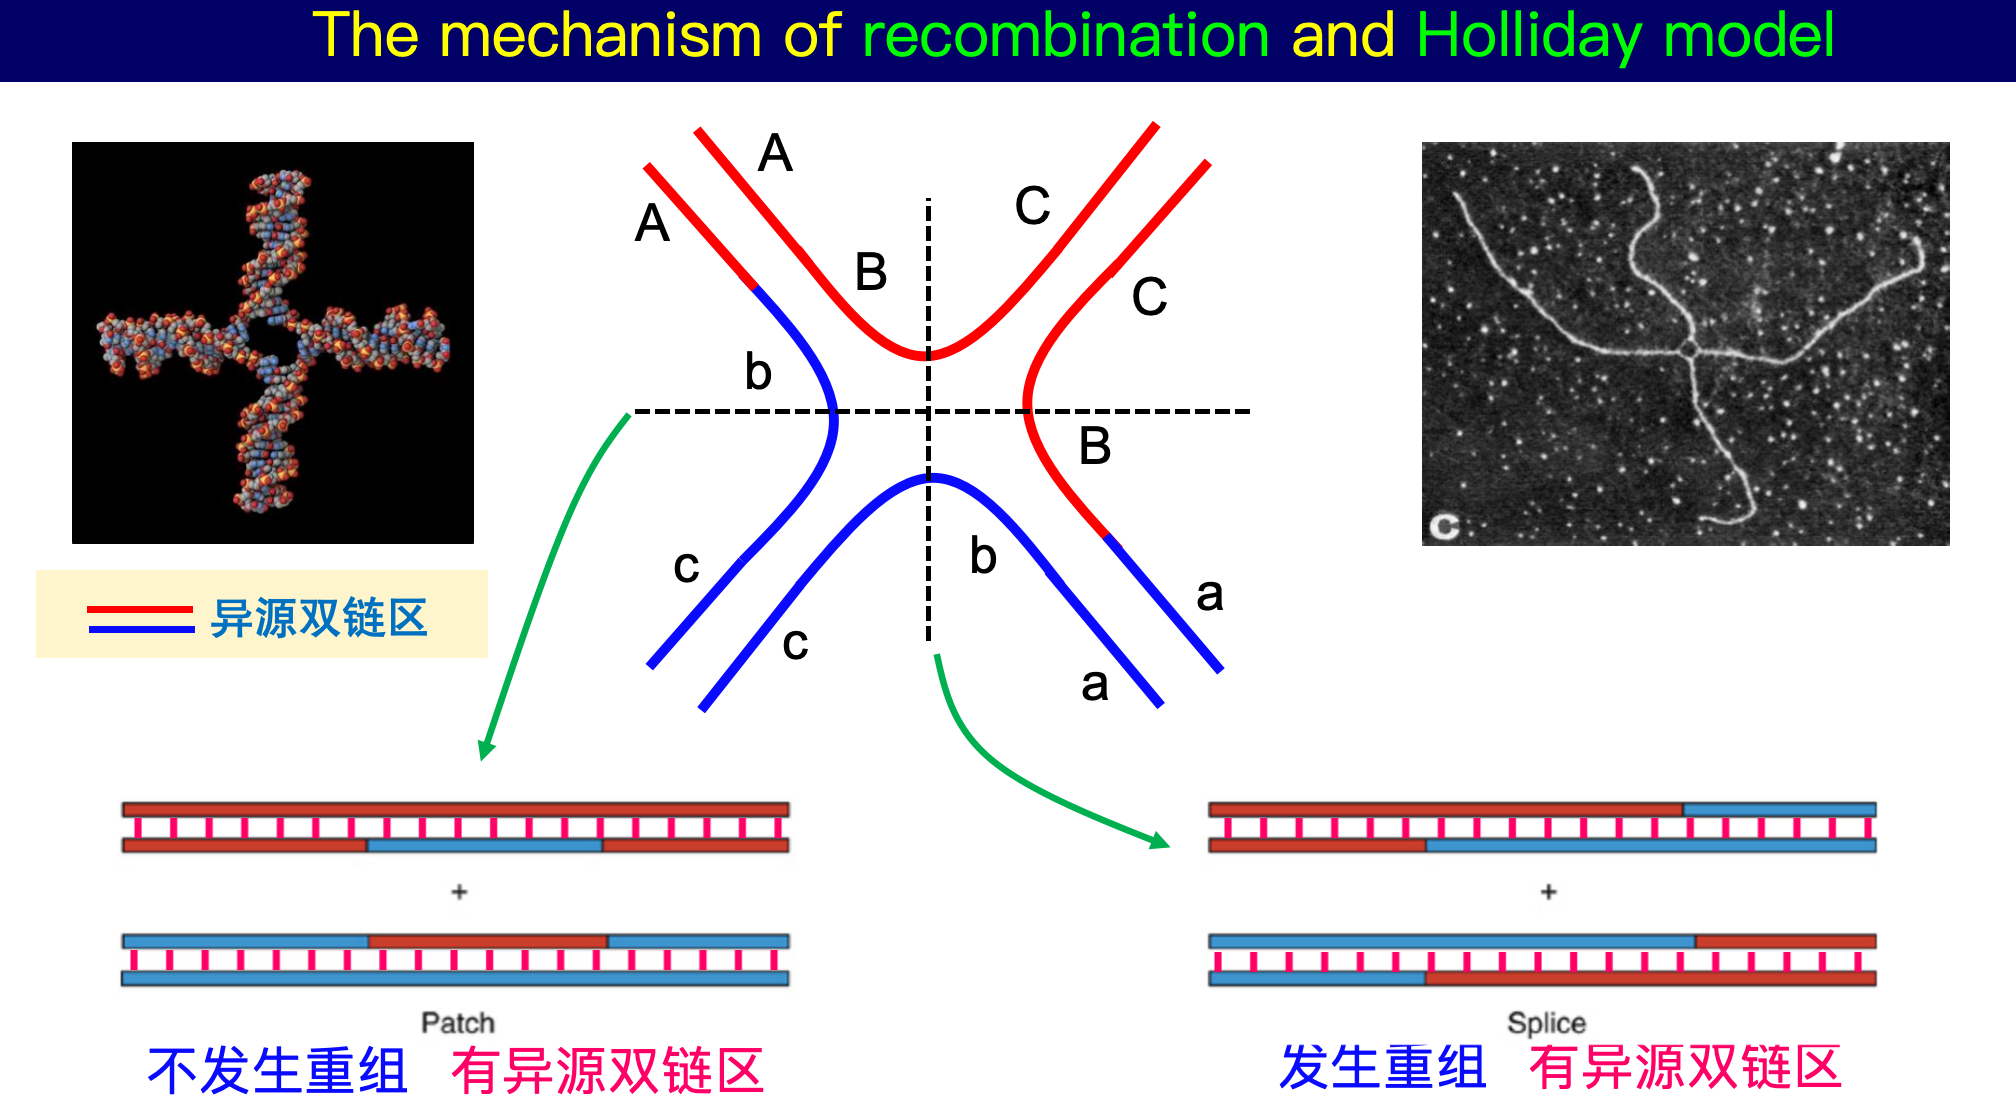 The mechanism of recombination and Holliday model
A
A
C
B
C
b
B
c
b
c
a
a
C
异源双链区
+
+
Patch
Splice
不发生重组 有异源双链区
发生重组 有异源双链区